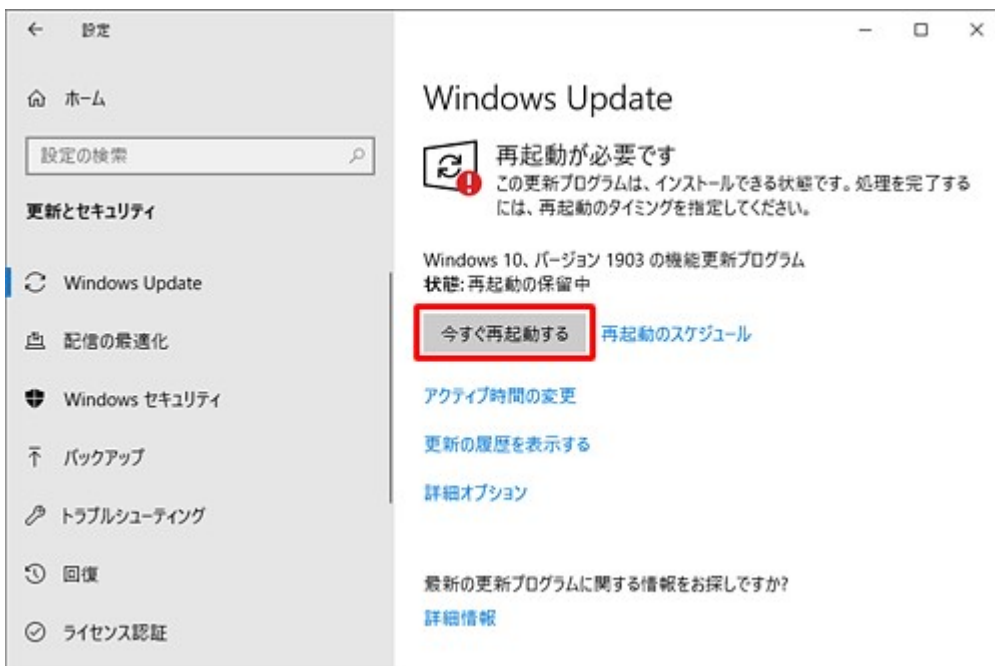 設定
ホーム
設定の検索
更新とセキュリティ
Windows Update
配信の最適化
Windows セキュリティ
バックアップ
トラブルシューティング
回復
ライセンス認証
Windows Update
再起動が必要です
この更新プログラムは、インストールできる状態です。処理を完了する
には、再起動のタイミングを指定してください。
Windows 10、バージョン 1903 の機能更新プログラム
状態: 再起動の保留中
今すぐ再起動する 再起動のスケジュール
アクティブ時間の変更
更新の履歴を表示する
詳細オプション
最新の更新プログラムに関する情報をお探しですか?
詳細情報